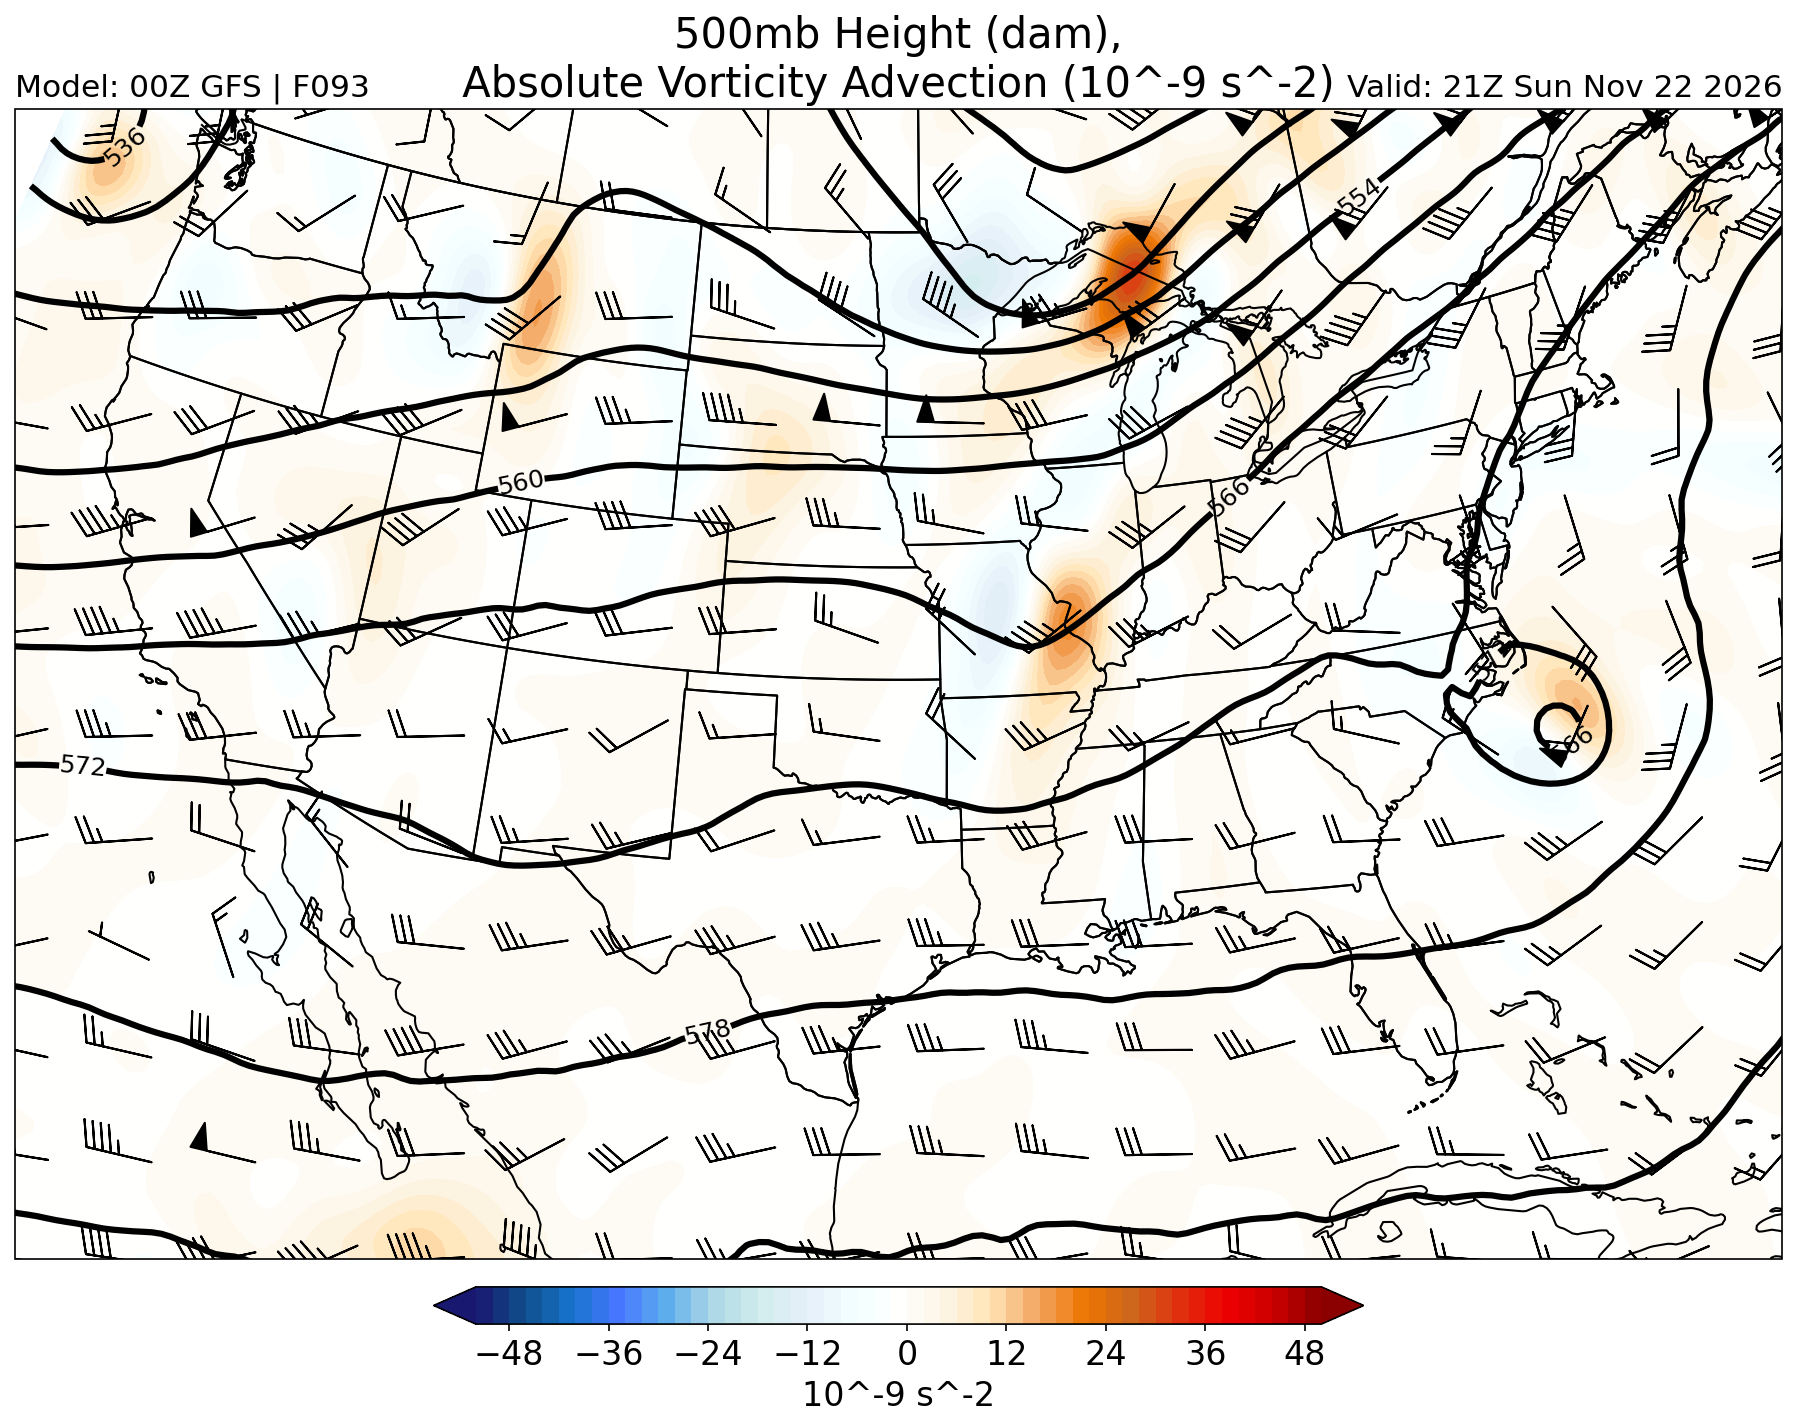 500mb Height (dam),
Model: 00Z GFS | F093
Absolute Vorticity Advection (10^-9 s^-2)
Valid: 21Z Sun Nov 22 2026
536
554
560
566
572
566
578
−48 −36 −24 −12 0 12 24 36 48
10^-9 s^-2